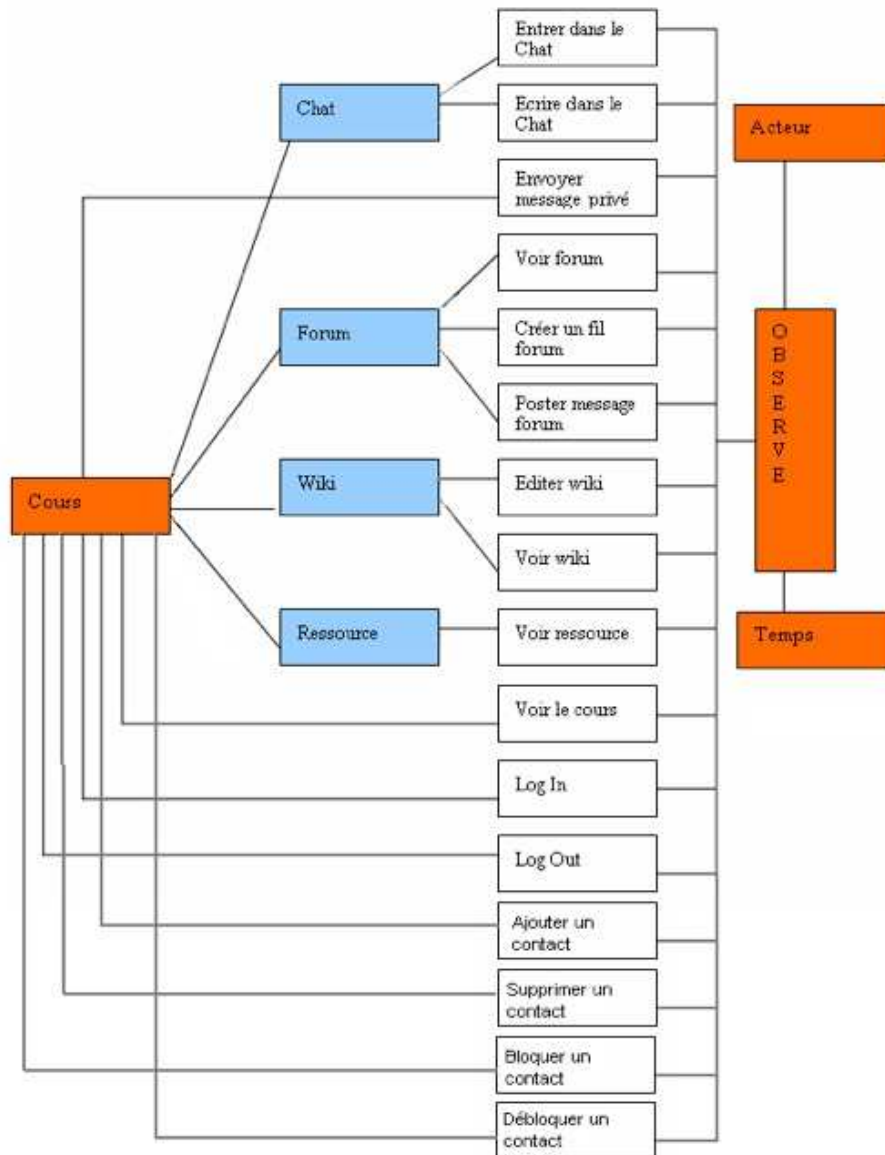 Entrer dans le
Chat
Chat
Ecrire dans le
Chat
Acteur
Envoyer
message privé
Voir forum
Forum
Créer un fil
forum
OBSERVE
Poster message
forum
Cours
Wiki
Editer wiki
Voir wiki
Ressource
Voir ressource
Temps
Voir le cours
Log In
Log Out
Ajouter un
contact
Supprimer un
contact
Bloquer un
contact
Débloquer un
contact